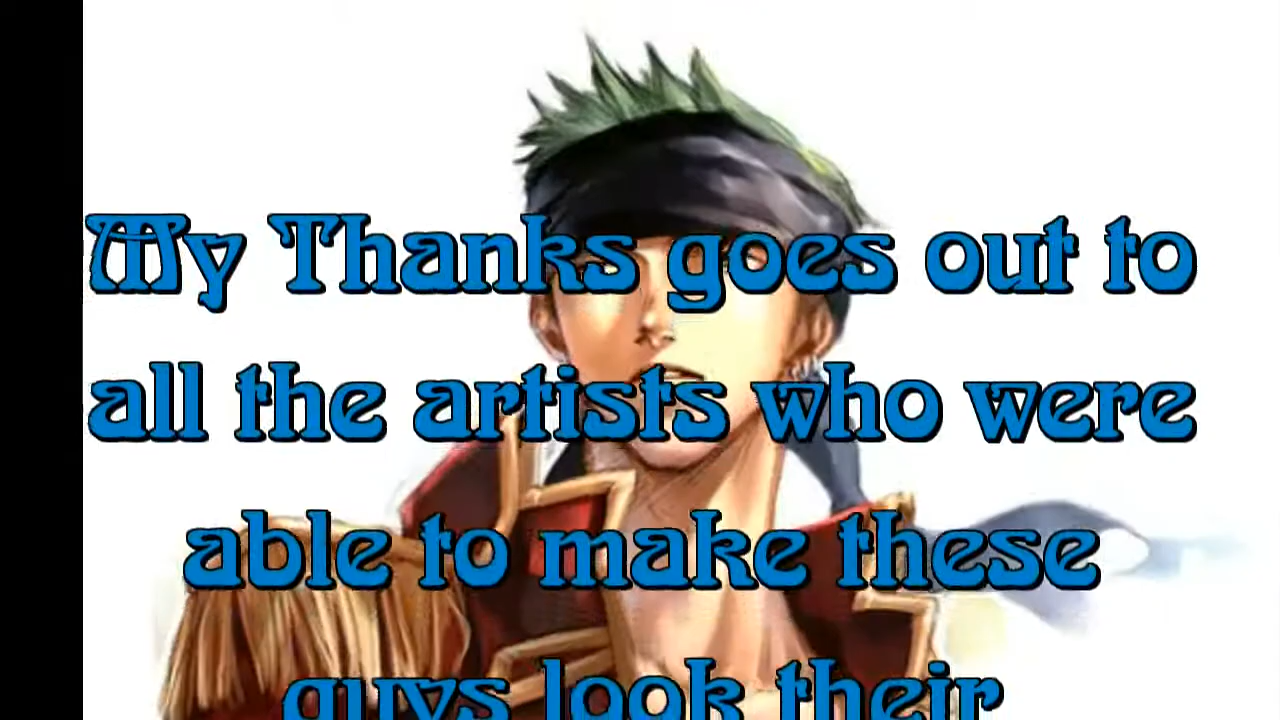 My Thanks goes out to
all the artists who were
able to make these
guys look their